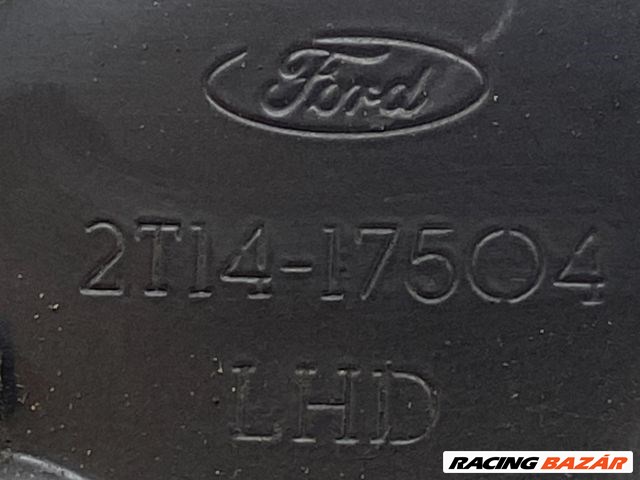 Ford
2T14-17504
LHD
RACING BAZÁR